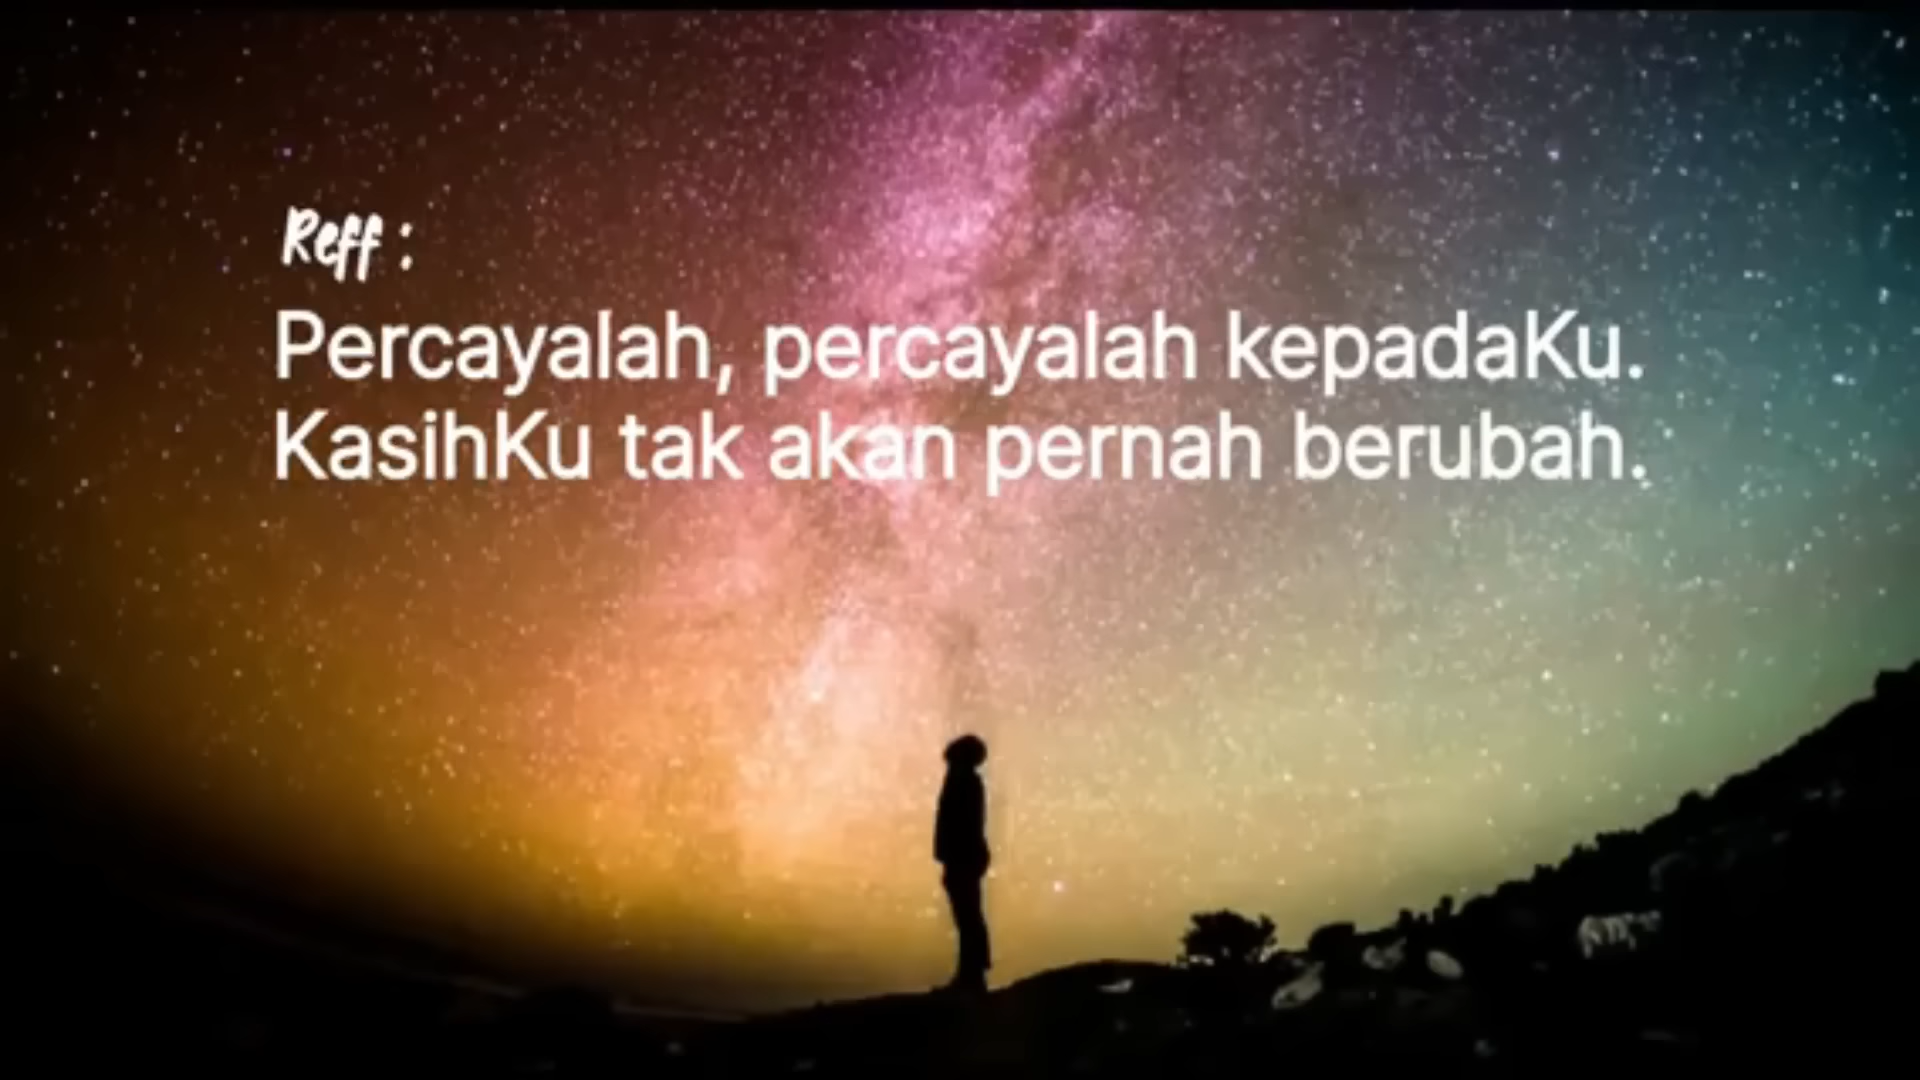 Reff :
Percayalah, percayalah kepadaKu.
KasihKu tak akan pernah berubah.